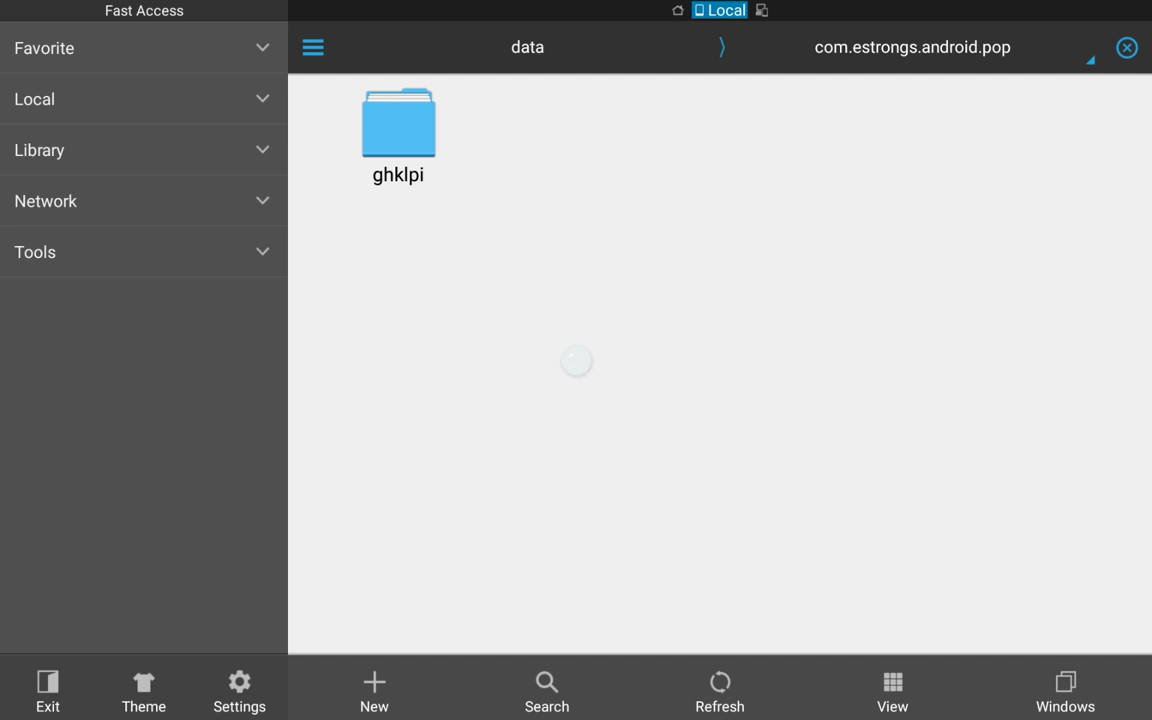 Fast Access
Local
Favorite
data
com.estrongs.android.pop
Local
Library
Network
Tools
ghklpi
Exit
Theme
Settings
New
Search
Refresh
View
Windows